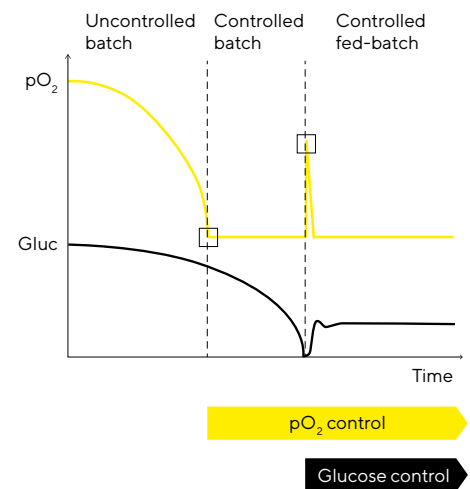 Uncontrolled batch
Controlled batch
Controlled fed-batch
pO₂
Gluc
Time
pO₂ control
Glucose control